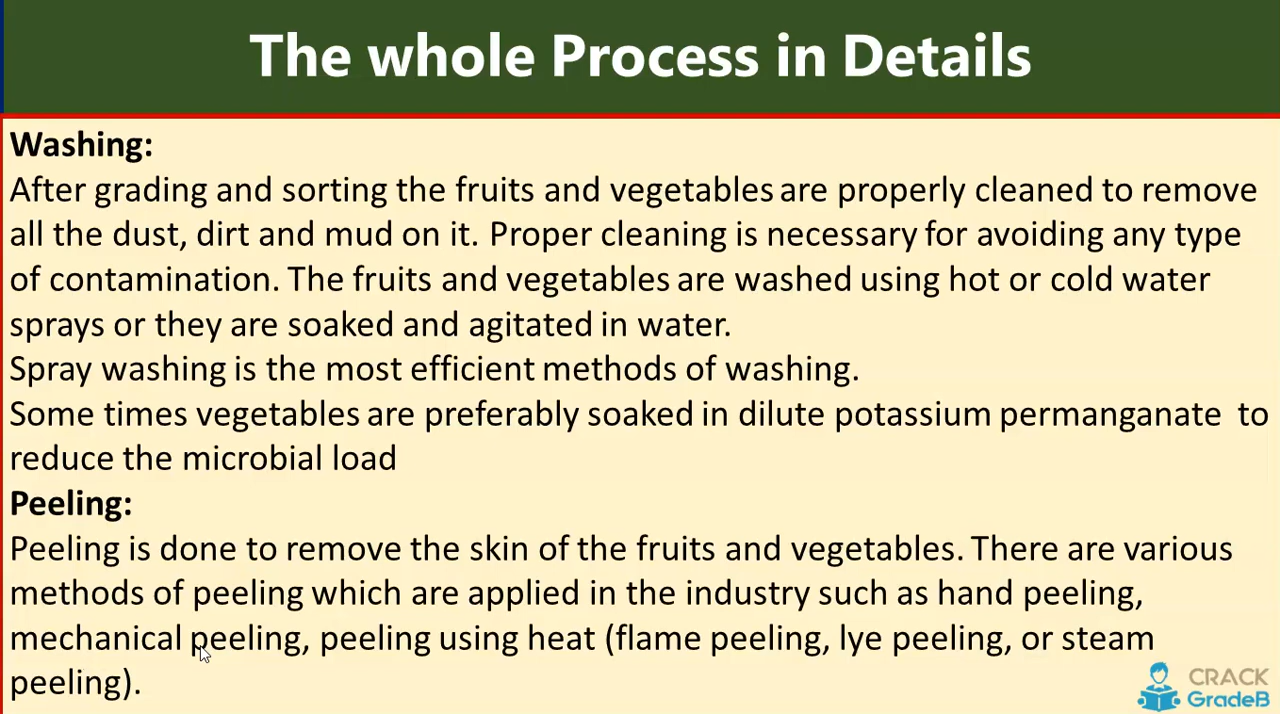 The whole Process in Details
Washing:
After grading and sorting the fruits and vegetables are properly cleaned to remove
all the dust, dirt and mud on it. Proper cleaning is necessary for avoiding any type
of contamination. The fruits and vegetables are washed using hot or cold water
sprays or they are soaked and agitated in water.
Spray washing is the most efficient methods of washing.
Some times vegetables are preferably soaked in dilute potassium permanganate to
reduce the microbial load
Peeling:
Peeling is done to remove the skin of the fruits and vegetables. There are various
methods of peeling which are applied in the industry such as hand peeling,
mechanical peeling, peeling using heat (flame peeling, lye peeling, or steam
peeling).
CRACK
GradeB